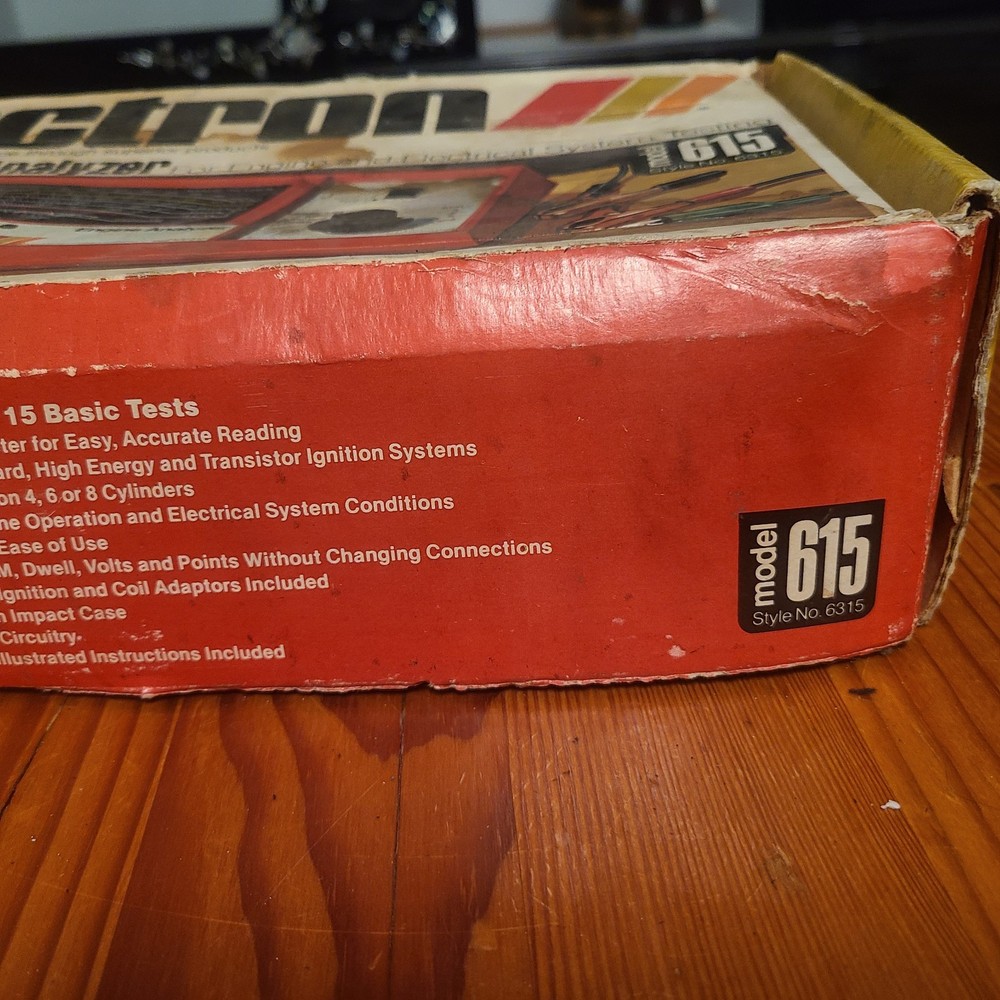 ctron
nalyzer For Engine and Electrical System Testing
model 615
Style No. 6315
15 Basic Tests
ter for Easy, Accurate Reading
ard, High Energy and Transistor Ignition Systems
on 4, 6 or 8 Cylinders
ne Operation and Electrical System Conditions
Ease of Use
M, Dwell, Volts and Points Without Changing Connections
Ignition and Coil Adaptors Included
h Impact Case
Circuitry.
Illustrated Instructions Included
model 615
Style No. 6315